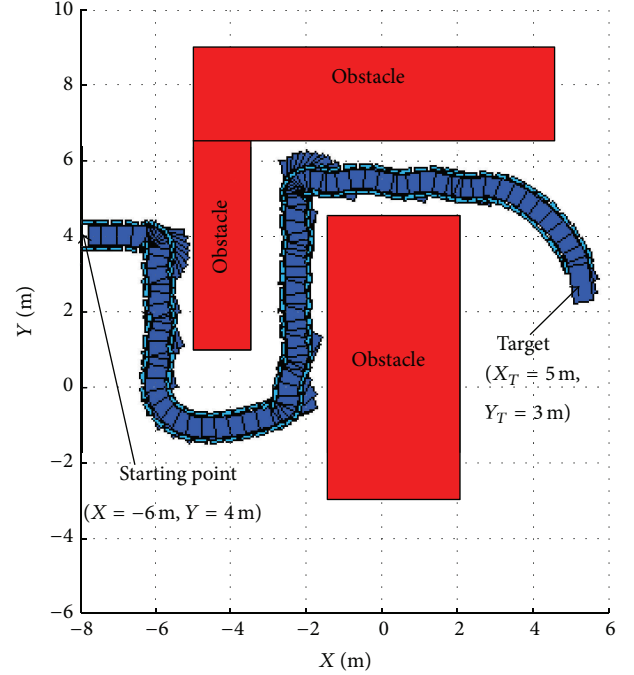 10
8
6
4
2
0
−2
−4
−6
Y (m)
Obstacle
Obstacle
Obstacle
Target
(X_T = 5 m,
Y_T = 3 m)
Starting point
(X = −6 m, Y = 4 m)
−8 −6 −4 −2 0 2 4 6
X (m)